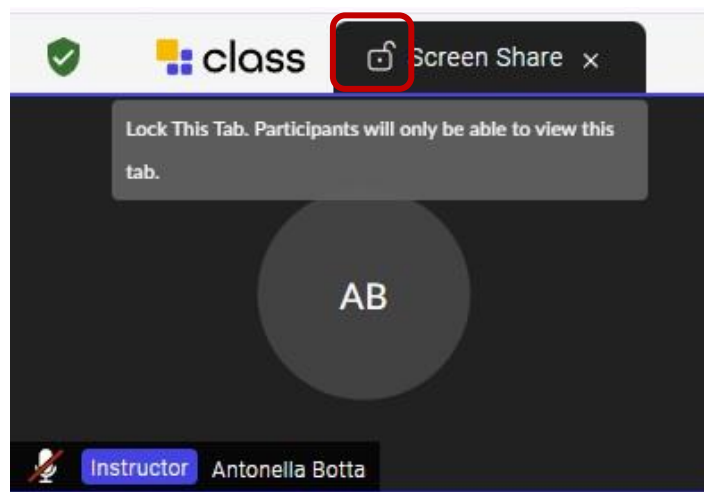 class
Screen Share
Lock This Tab. Participants will only be able to view this
tab.
AB
Instructor Antonella Botta